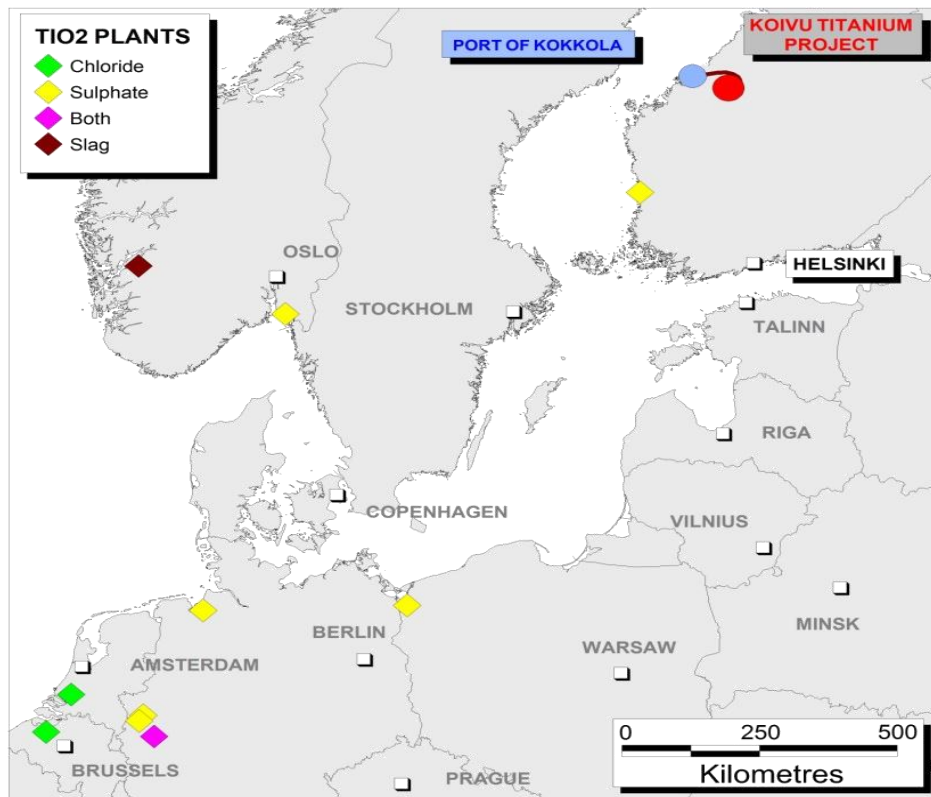 TIO2 PLANTS
Chloride
Sulphate
Both
Slag
PORT OF KOKKOLA
KOIVU TITANIUM
PROJECT
OSLO
HELSINKI
STOCKHOLM
TALINN
RIGA
COPENHAGEN
VILNIUS
MINSK
BERLIN
WARSAW
AMSTERDAM
BRUSSELS
PRAGUE
0 250 500
Kilometres